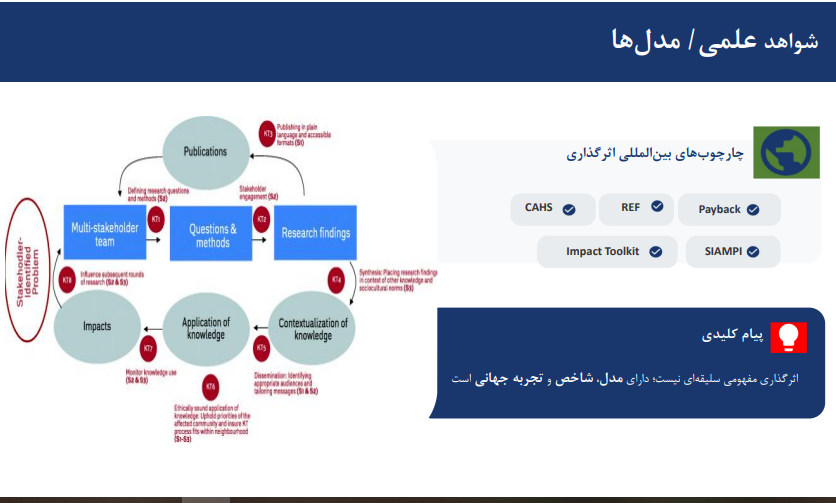 شواهد علمی/ مدل‌ها
چارچوب‌های بین‌المللی اثرگذاری
CAHS
REF
Payback
Impact Toolkit
SIAMPI
پیام کلیدی
اثرگذاری مفهومی سلیقه‌ای نیست؛ دارای مدل، شاخص و تجربه جهانی است
Publications
KT3
Publishing in plain
language and accessible
formats (S1)
Defining research questions
and methods (S2)
Stakeholder
engagement (S2)
Multi-stakeholder
team
KT1
Questions &
methods
KT2
Research findings
Stakehodler-
Identified
Problem
KT8
Influence subsequent rounds
of research (S2 & S3)
KT4
Synthesis: Placing research findings
in context of other knowledge and
sociocultural norms (S3)
Impacts
Application of
knowledge
Contextualization of
knowledge
KT7
Monitor knowledge use
(S2 & S3)
KT5
Dissemination: Identifying
appropriate audiences and
tailoring messages (S1 & S2)
KT6
Ethically sound application of
knowledge: Uphold priorities of the
affected community and insure KT
process fits within neighbourhood
(S1-S3)